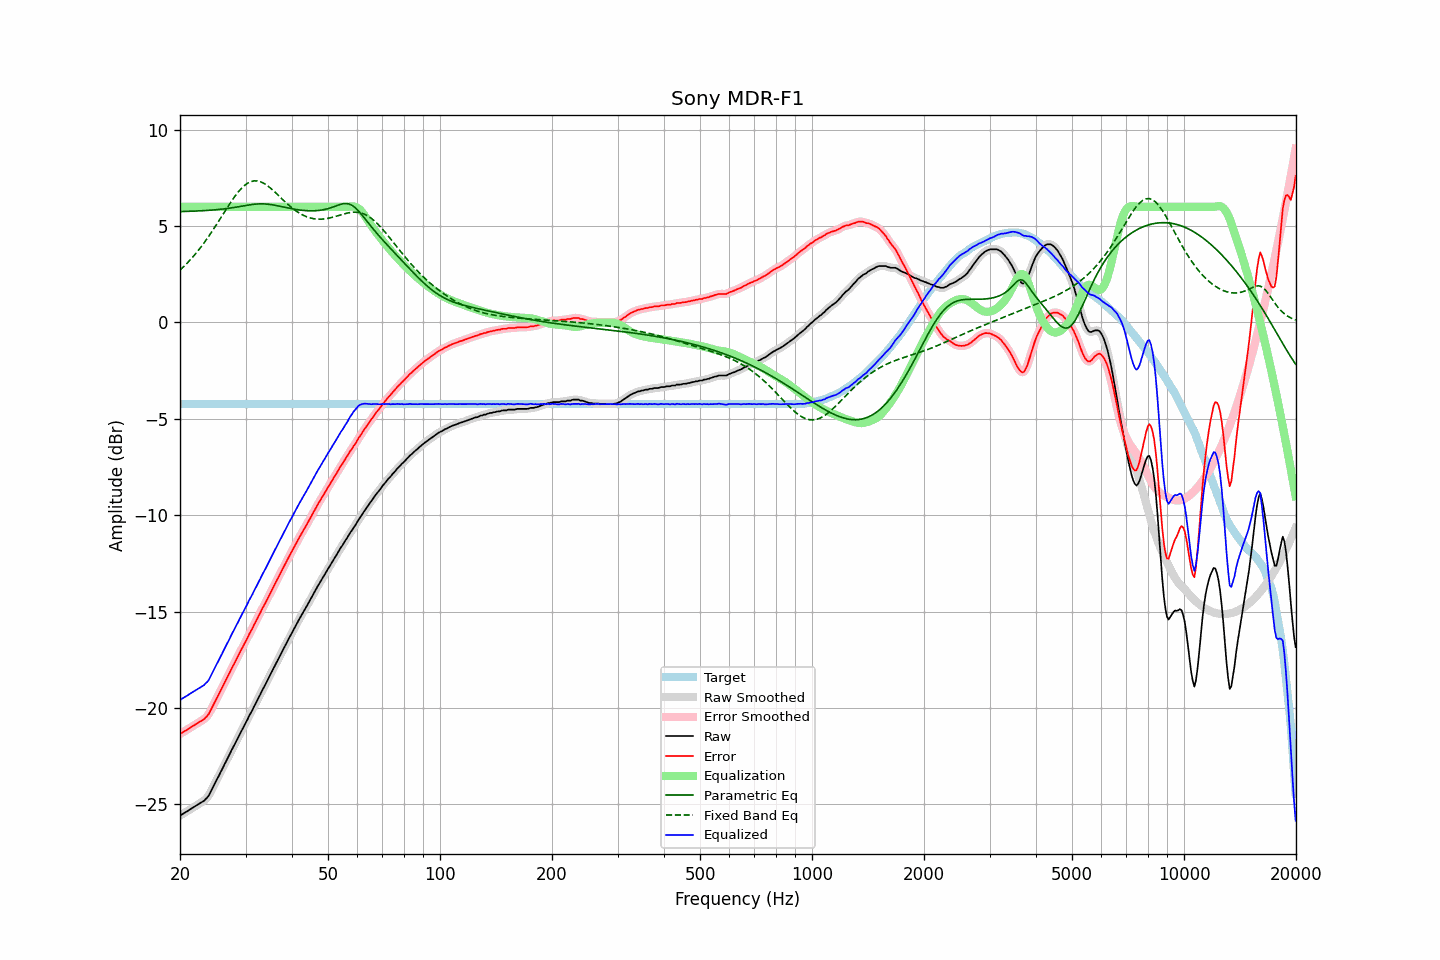 Sony MDR-F1
Amplitude (dBr)
10
5
0
−5
−10
−15
−20
−25
Target
Raw Smoothed
Error Smoothed
Raw
Error
Equalization
Parametric Eq
Fixed Band Eq
Equalized
20 50 100 200 500 1000 2000 5000 10000 20000
Frequency (Hz)